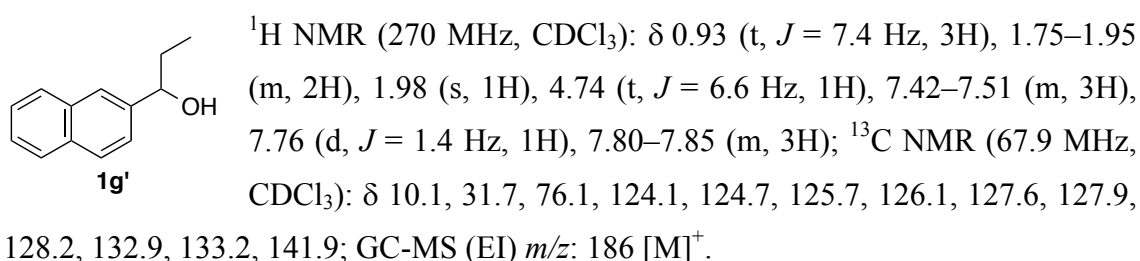 ¹H NMR (270 MHz, CDCl₃): δ 0.93 (t, J = 7.4 Hz, 3H), 1.75–1.95
(m, 2H), 1.98 (s, 1H), 4.74 (t, J = 6.6 Hz, 1H), 7.42–7.51 (m, 3H),
OH
7.76 (d, J = 1.4 Hz, 1H), 7.80–7.85 (m, 3H); ¹³C NMR (67.9 MHz,
1g'
CDCl₃): δ 10.1, 31.7, 76.1, 124.1, 124.7, 125.7, 126.1, 127.6, 127.9,
128.2, 132.9, 133.2, 141.9; GC-MS (EI) m/z: 186 [M]⁺.